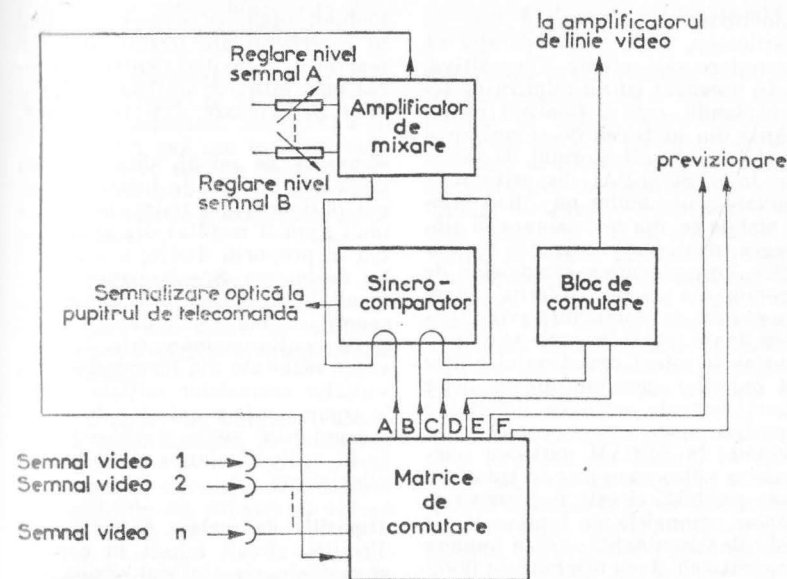 la amplificatorul
de linie video
Reglare nivel
semnal A
Amplificator
de
mixare
previzionare
Reglare nivel
semnal B
Semnalizare optică la
pupitrul de telecomandă
Sincro-
comparator
Bloc de
comutare
A B C D E F
Semnal video 1
Semnal video 2
Semnal video n
Matrice
de
comutare